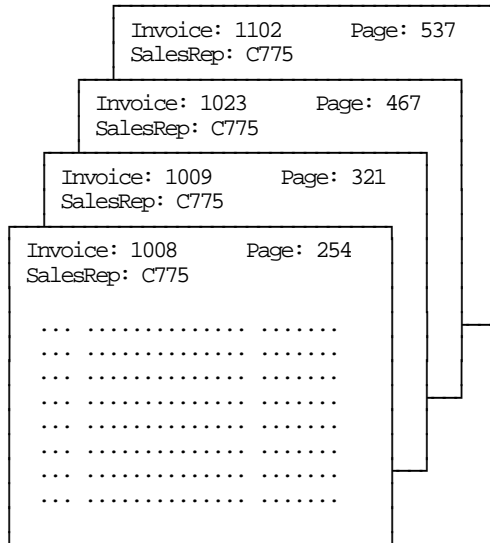 Invoice: 1102 Page: 537
SalesRep: C775
Invoice: 1023 Page: 467
SalesRep: C775
Invoice: 1009 Page: 321
SalesRep: C775
Invoice: 1008 Page: 254
SalesRep: C775
... .............. .......
... .............. .......
... .............. .......
... .............. .......
... .............. .......
... .............. .......
... .............. .......
... .............. .......